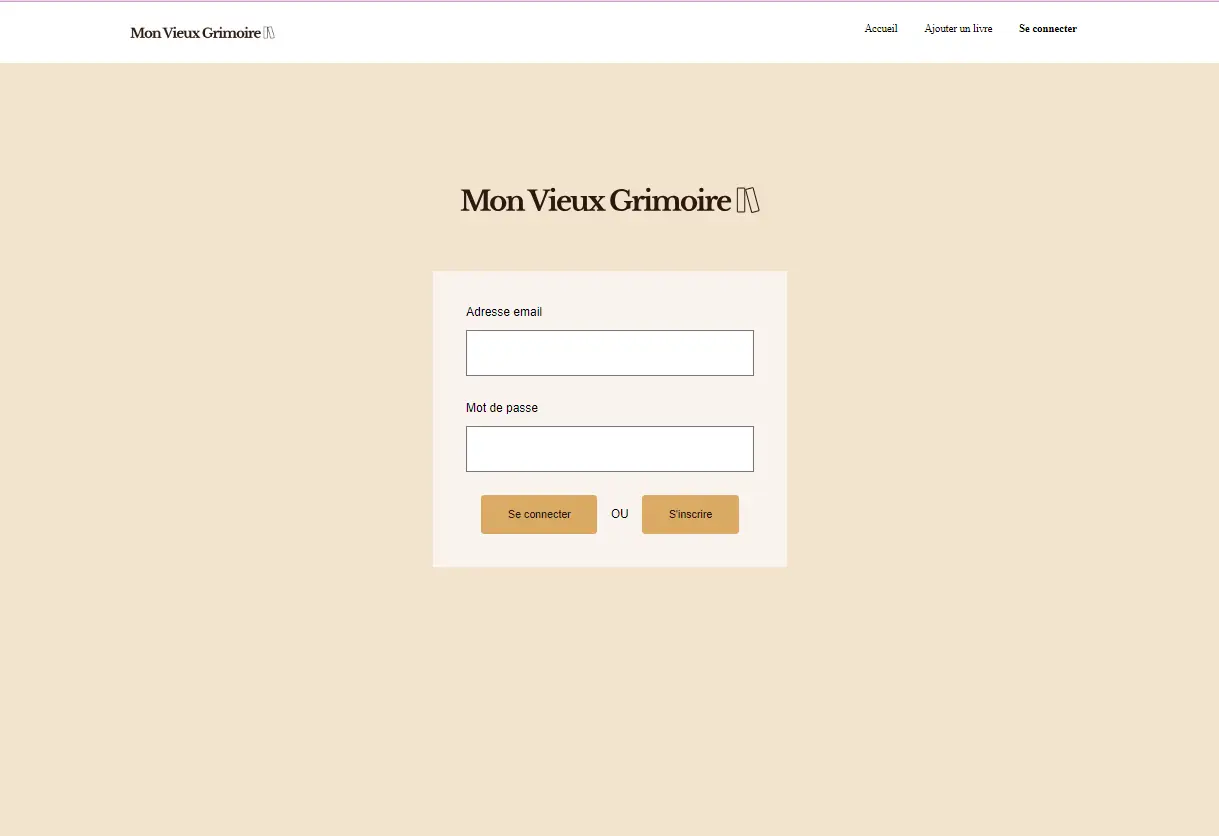 Mon Vieux Grimoire
Accueil Ajouter un livre Se connecter
Mon Vieux Grimoire
Adresse email
Mot de passe
Se connecter OU S'inscrire